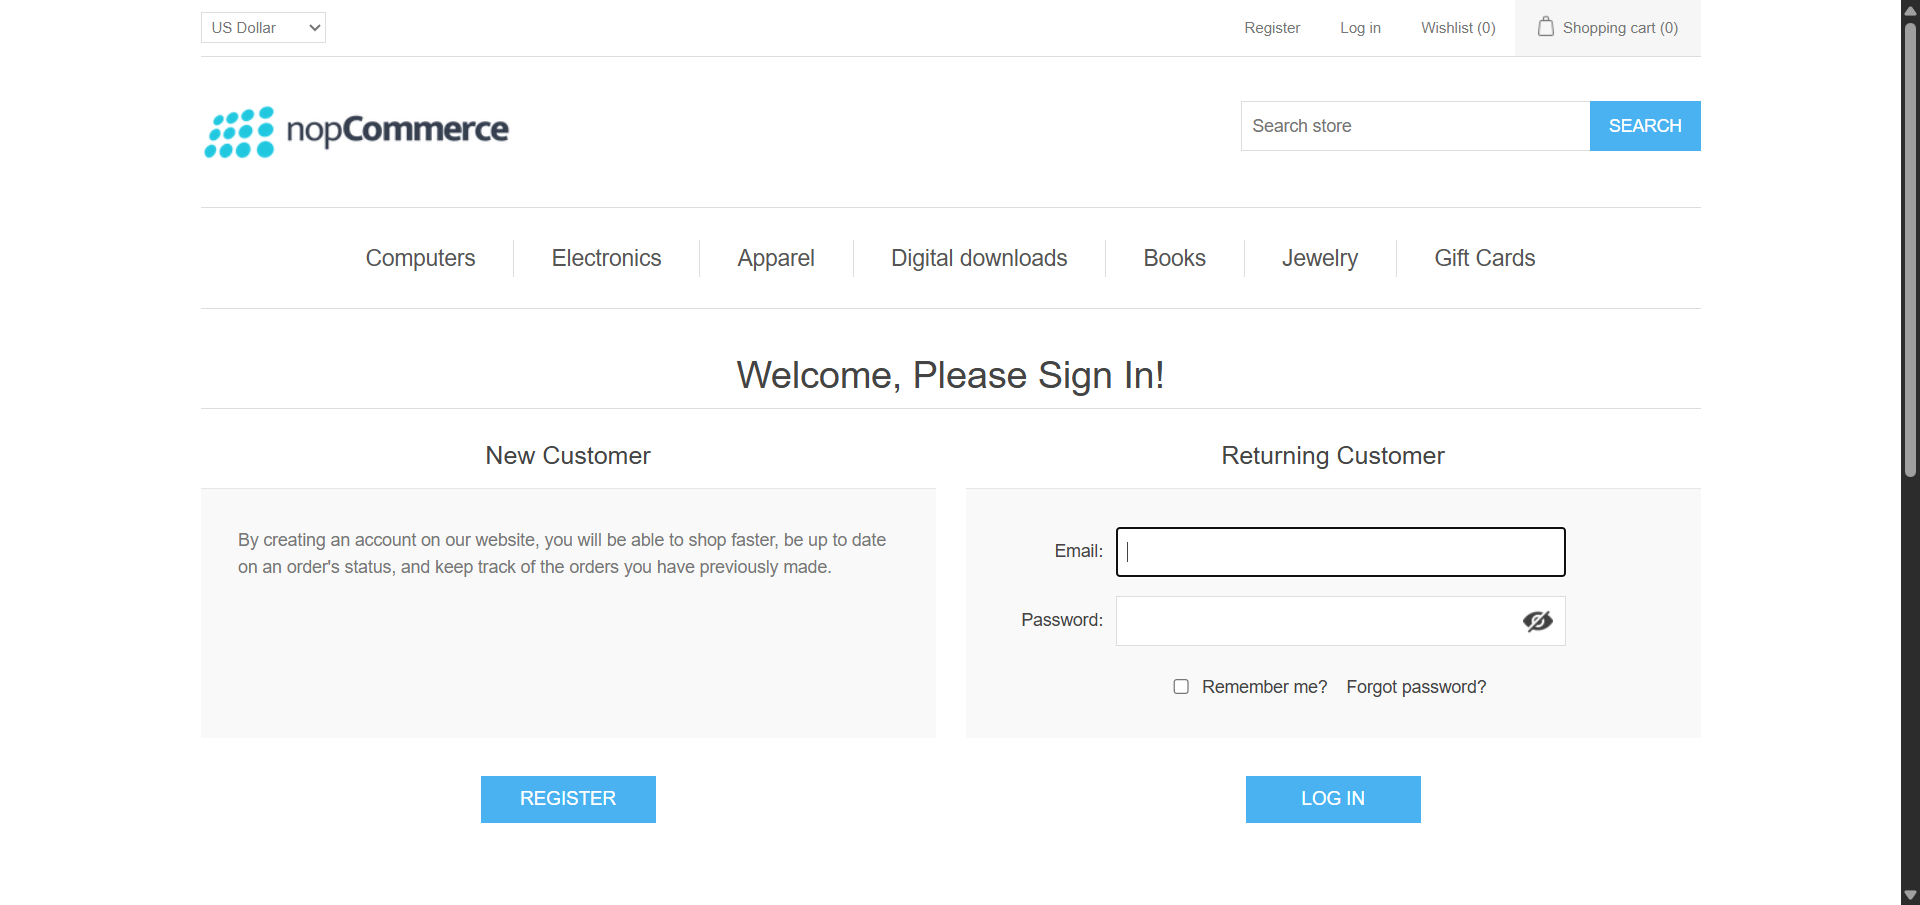 US Dollar Register Log in Wishlist (0) Shopping cart (0)
nopCommerce
Search store SEARCH
Computers Electronics Apparel Digital downloads Books Jewelry Gift Cards
Welcome, Please Sign In!
New Customer
By creating an account on our website, you will be able to shop faster, be up to date
on an order's status, and keep track of the orders you have previously made.
REGISTER
Returning Customer
Email:
Password:
Remember me? Forgot password?
LOG IN